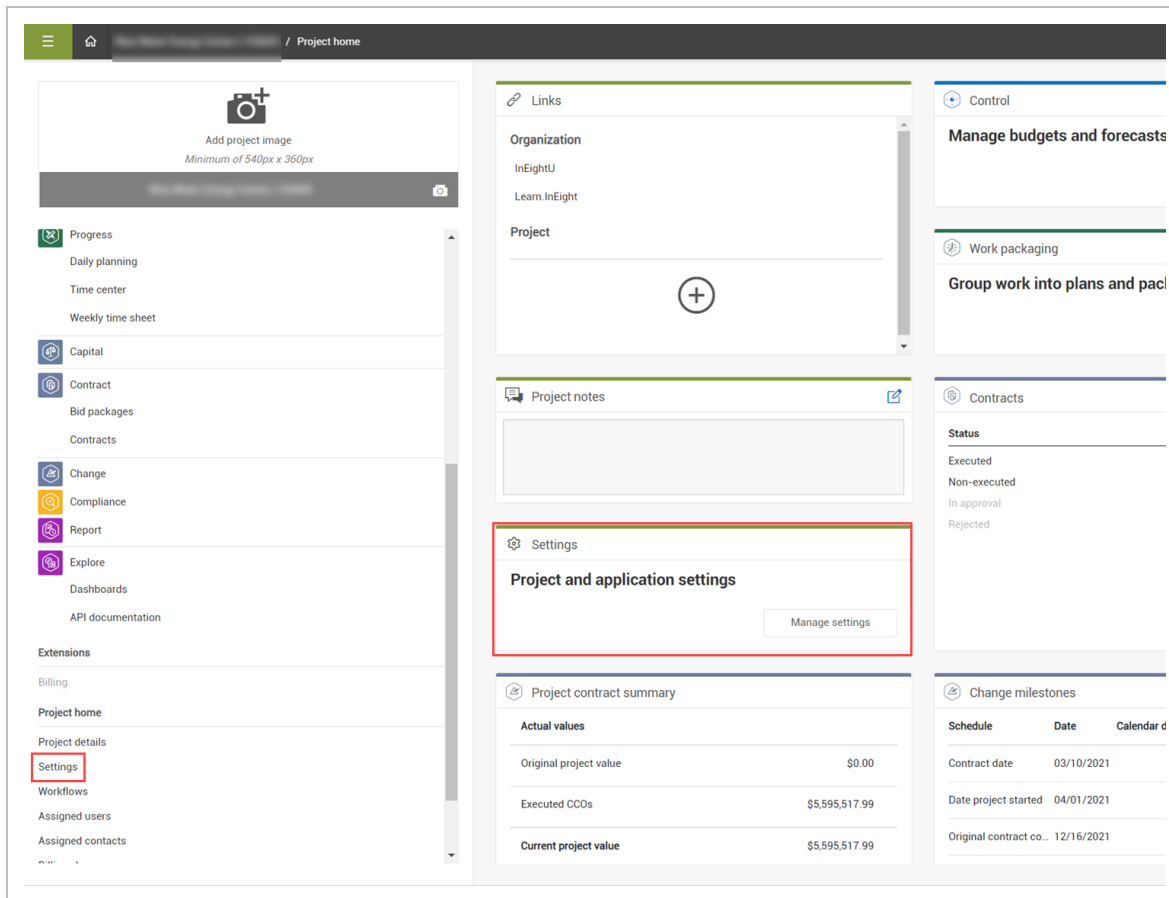 / Project home
Add project image
Minimum of 540px x 360px
Progress
Daily planning
Time center
Weekly time sheet
Capital
Contract
Bid packages
Contracts
Change
Compliance
Report
Explore
Dashboards
API documentation
Extensions
Billing
Project home
Project details
Settings
Workflows
Assigned users
Assigned contacts
Links
Organization
InEightU
Learn.InEight
Project
Project notes
Settings
Project and application settings
Manage settings
Project contract summary
Actual values
Original project value $0.00
Executed CCOs $5,595,517.99
Current project value $5,595,517.99
Control
Manage budgets and forecasts
Work packaging
Group work into plans and pac
Contracts
Status
Executed
Non-executed
In approval
Rejected
Change milestones
Schedule Date Calendar d
Contract date 03/10/2021
Date project started 04/01/2021
Original contract co... 12/16/2021